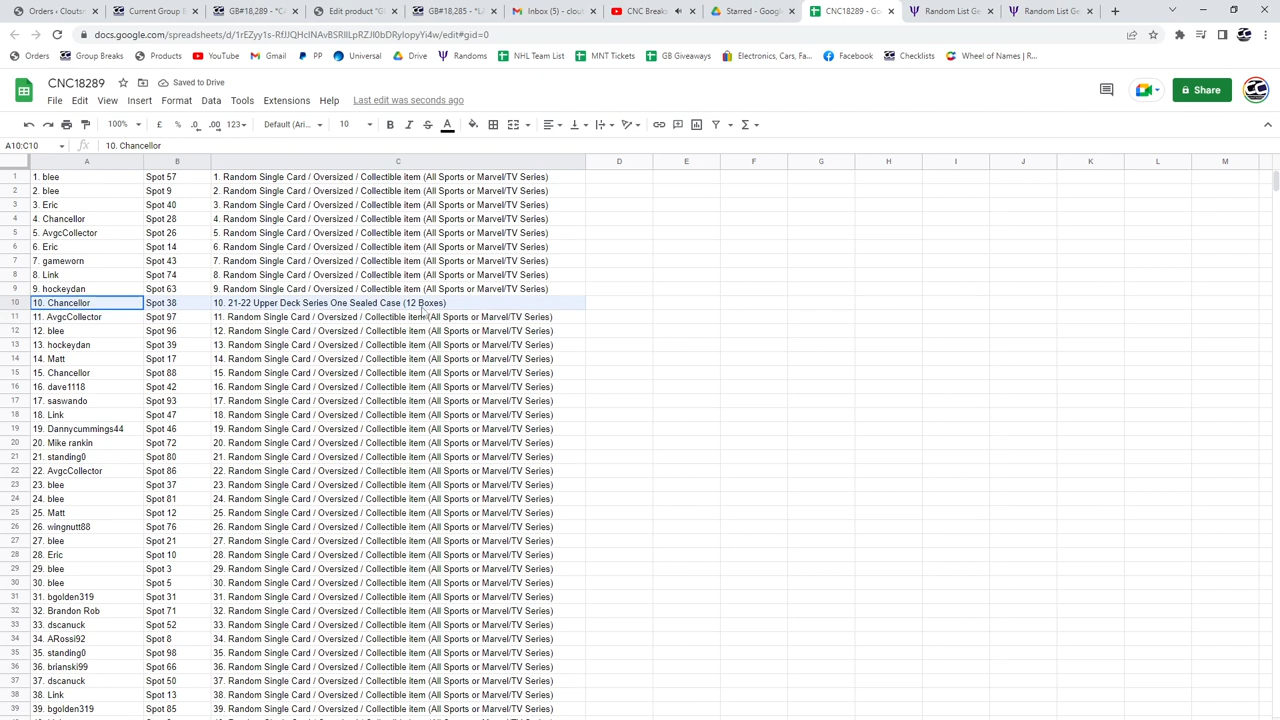 Orders ‹ Cloutsn
Current Group B
GB#18,289 - *CA
Edit product "G
GB#18,285 - *LA
Inbox (5) - clout
CNC Break
Starred - Google
CNC18289 - Go
Random List Ge
Random List Ge
docs.google.com/spreadsheets/d/
/edit#gid=0
Orders
Group Breaks
Products
YouTube
Gmail
PP
Universal
Drive
Randoms
NHL Team List
MNT Tickets
GB Giveaways
Electronics, Cars, Fa...
Facebook
Checklists
Wheel of Names | R...
CNC18289
Saved to Drive
File Edit View Insert Format Data Tools Extensions Help Last edit was seconds ago
Share
100% £ % .0 .00 123 Default (Ari... 10
A10:C10 10. Chancellor
A B C D E F G H I J K L M
1 1. blee Spot 57 1. Random Single Card / Oversized / Collectible item (All Sports or Marvel/TV Series)
2 2. blee Spot 9 2. Random Single Card / Oversized / Collectible item (All Sports or Marvel/TV Series)
3 3. Eric Spot 40 3. Random Single Card / Oversized / Collectible item (All Sports or Marvel/TV Series)
4 4. Chancellor Spot 28 4. Random Single Card / Oversized / Collectible item (All Sports or Marvel/TV Series)
5 5. AvgcCollector Spot 26 5. Random Single Card / Oversized / Collectible item (All Sports or Marvel/TV Series)
6 6. Eric Spot 14 6. Random Single Card / Oversized / Collectible item (All Sports or Marvel/TV Series)
7 7. gameworn Spot 43 7. Random Single Card / Oversized / Collectible item (All Sports or Marvel/TV Series)
8 8. Link Spot 74 8. Random Single Card / Oversized / Collectible item (All Sports or Marvel/TV Series)
9 9. hockeydan Spot 63 9. Random Single Card / Oversized / Collectible item (All Sports or Marvel/TV Series)
10 10. Chancellor Spot 38 10. 21-22 Upper Deck Series One Sealed Case (12 Boxes)
11 11. AvgcCollector Spot 97 11. Random Single Card / Oversized / Collectible item (All Sports or Marvel/TV Series)
12 12. blee Spot 96 12. Random Single Card / Oversized / Collectible item (All Sports or Marvel/TV Series)
13 13. hockeydan Spot 39 13. Random Single Card / Oversized / Collectible item (All Sports or Marvel/TV Series)
14 14. Matt Spot 17 14. Random Single Card / Oversized / Collectible item (All Sports or Marvel/TV Series)
15 15. Chancellor Spot 88 15. Random Single Card / Oversized / Collectible item (All Sports or Marvel/TV Series)
16 16. dave1118 Spot 42 16. Random Single Card / Oversized / Collectible item (All Sports or Marvel/TV Series)
17 17. saswando Spot 93 17. Random Single Card / Oversized / Collectible item (All Sports or Marvel/TV Series)
18 18. Link Spot 47 18. Random Single Card / Oversized / Collectible item (All Sports or Marvel/TV Series)
19 19. Dannycummings44 Spot 46 19. Random Single Card / Oversized / Collectible item (All Sports or Marvel/TV Series)
20 20. Mike rankin Spot 72 20. Random Single Card / Oversized / Collectible item (All Sports or Marvel/TV Series)
21 21. standing0 Spot 80 21. Random Single Card / Oversized / Collectible item (All Sports or Marvel/TV Series)
22 22. AvgcCollector Spot 86 22. Random Single Card / Oversized / Collectible item (All Sports or Marvel/TV Series)
23 23. blee Spot 37 23. Random Single Card / Oversized / Collectible item (All Sports or Marvel/TV Series)
24 24. blee Spot 81 24. Random Single Card / Oversized / Collectible item (All Sports or Marvel/TV Series)
25 25. Matt Spot 12 25. Random Single Card / Oversized / Collectible item (All Sports or Marvel/TV Series)
26 26. wingnutt88 Spot 76 26. Random Single Card / Oversized / Collectible item (All Sports or Marvel/TV Series)
27 27. blee Spot 21 27. Random Single Card / Oversized / Collectible item (All Sports or Marvel/TV Series)
28 28. Eric Spot 10 28. Random Single Card / Oversized / Collectible item (All Sports or Marvel/TV Series)
29 29. blee Spot 3 29. Random Single Card / Oversized / Collectible item (All Sports or Marvel/TV Series)
30 30. blee Spot 5 30. Random Single Card / Oversized / Collectible item (All Sports or Marvel/TV Series)
31 31. bgolden319 Spot 31 31. Random Single Card / Oversized / Collectible item (All Sports or Marvel/TV Series)
32 32. Brandon Rob Spot 71 32. Random Single Card / Oversized / Collectible item (All Sports or Marvel/TV Series)
33 33. dscanuck Spot 52 33. Random Single Card / Oversized / Collectible item (All Sports or Marvel/TV Series)
34 34. ARossi92 Spot 8 34. Random Single Card / Oversized / Collectible item (All Sports or Marvel/TV Series)
35 35. standing0 Spot 98 35. Random Single Card / Oversized / Collectible item (All Sports or Marvel/TV Series)
36 36. brianski99 Spot 66 36. Random Single Card / Oversized / Collectible item (All Sports or Marvel/TV Series)
37 37. dscanuck Spot 50 37. Random Single Card / Oversized / Collectible item (All Sports or Marvel/TV Series)
38 38. Link Spot 13 38. Random Single Card / Oversized / Collectible item (All Sports or Marvel/TV Series)
39 39. bgolden319 Spot 85 39. Random Single Card / Oversized / Collectible item (All Sports or Marvel/TV Series)